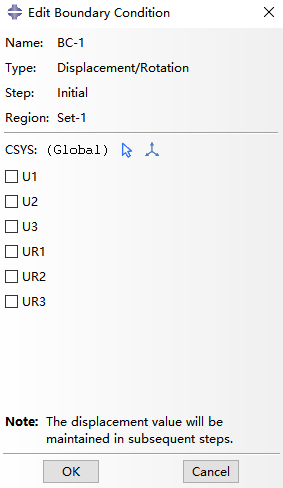 Edit Boundary Condition
Name: BC-1
Type: Displacement/Rotation
Step: Initial
Region: Set-1
CSYS: (Global)
U1
U2
U3
UR1
UR2
UR3
Note: The displacement value will be
maintained in subsequent steps.
OK Cancel